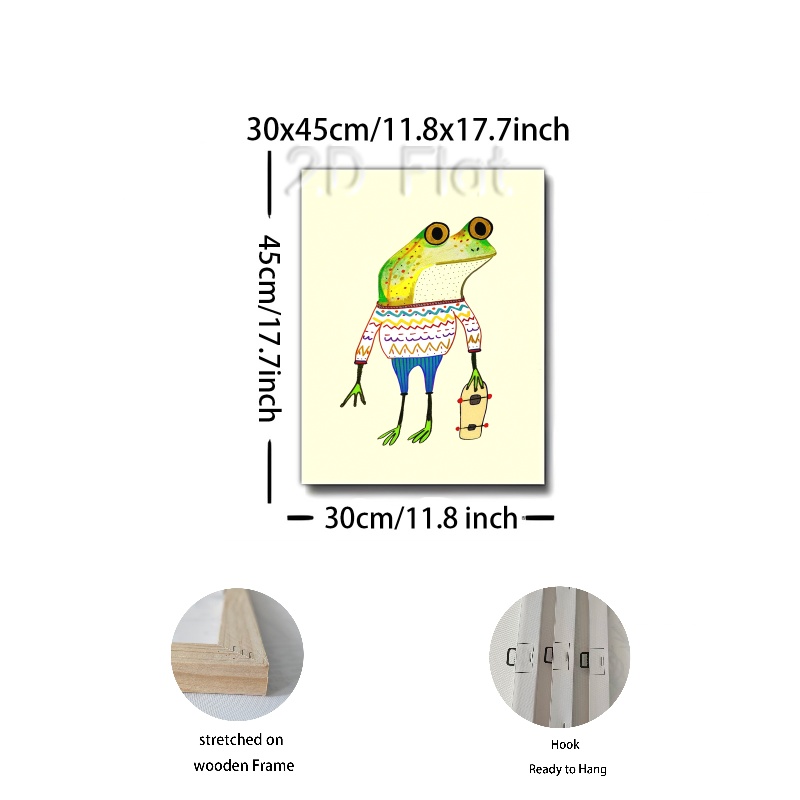 30x45cm/11.8x17.7inch
2D Flat
45cm/17.7inch
30cm/11.8 inch
stretched on
wooden Frame
Hook
Ready to Hang